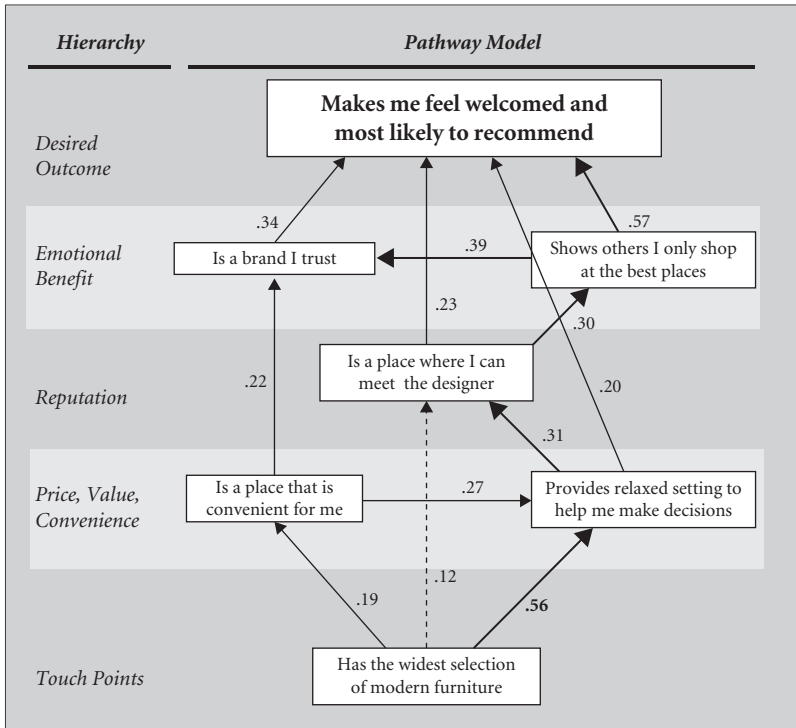 Hierarchy
Pathway Model
Makes me feel welcomed and
most likely to recommend
Desired
Outcome
.34
.57
Emotional
Benefit
Is a brand I trust
.39
Shows others I only shop
at the best places
.23
.30
Is a place where I can
meet the designer
Reputation
.22
.20
.31
Price, Value,
Convenience
Is a place that is
convenient for me
.27
Provides relaxed setting to
help me make decisions
.19
.12
.56
Touch Points
Has the widest selection
of modern furniture